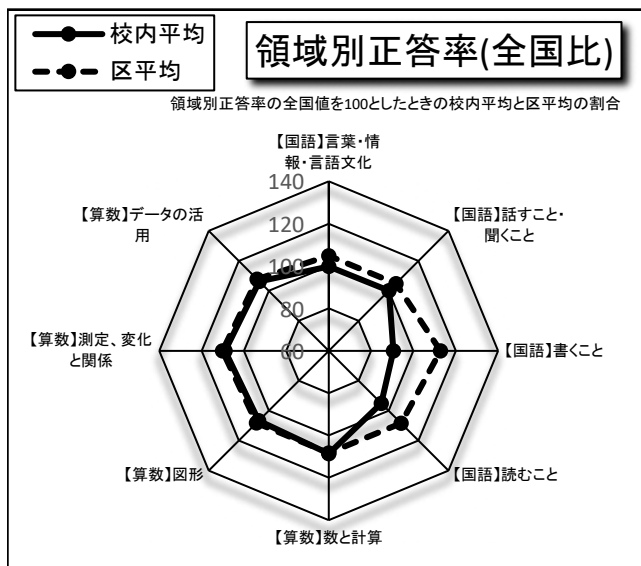 校内平均
区平均
領域別正答率(全国比)
領域別正答率の全国値を100としたときの校内平均と区平均の割合
【国語】言葉・情
報・言語文化
140
120
100
80
60
【国語】話すこと・
聞くこと
【国語】書くこと
【国語】読むこと
【算数】数と計算
【算数】図形
【算数】測定、変化
と関係
【算数】データの活
用